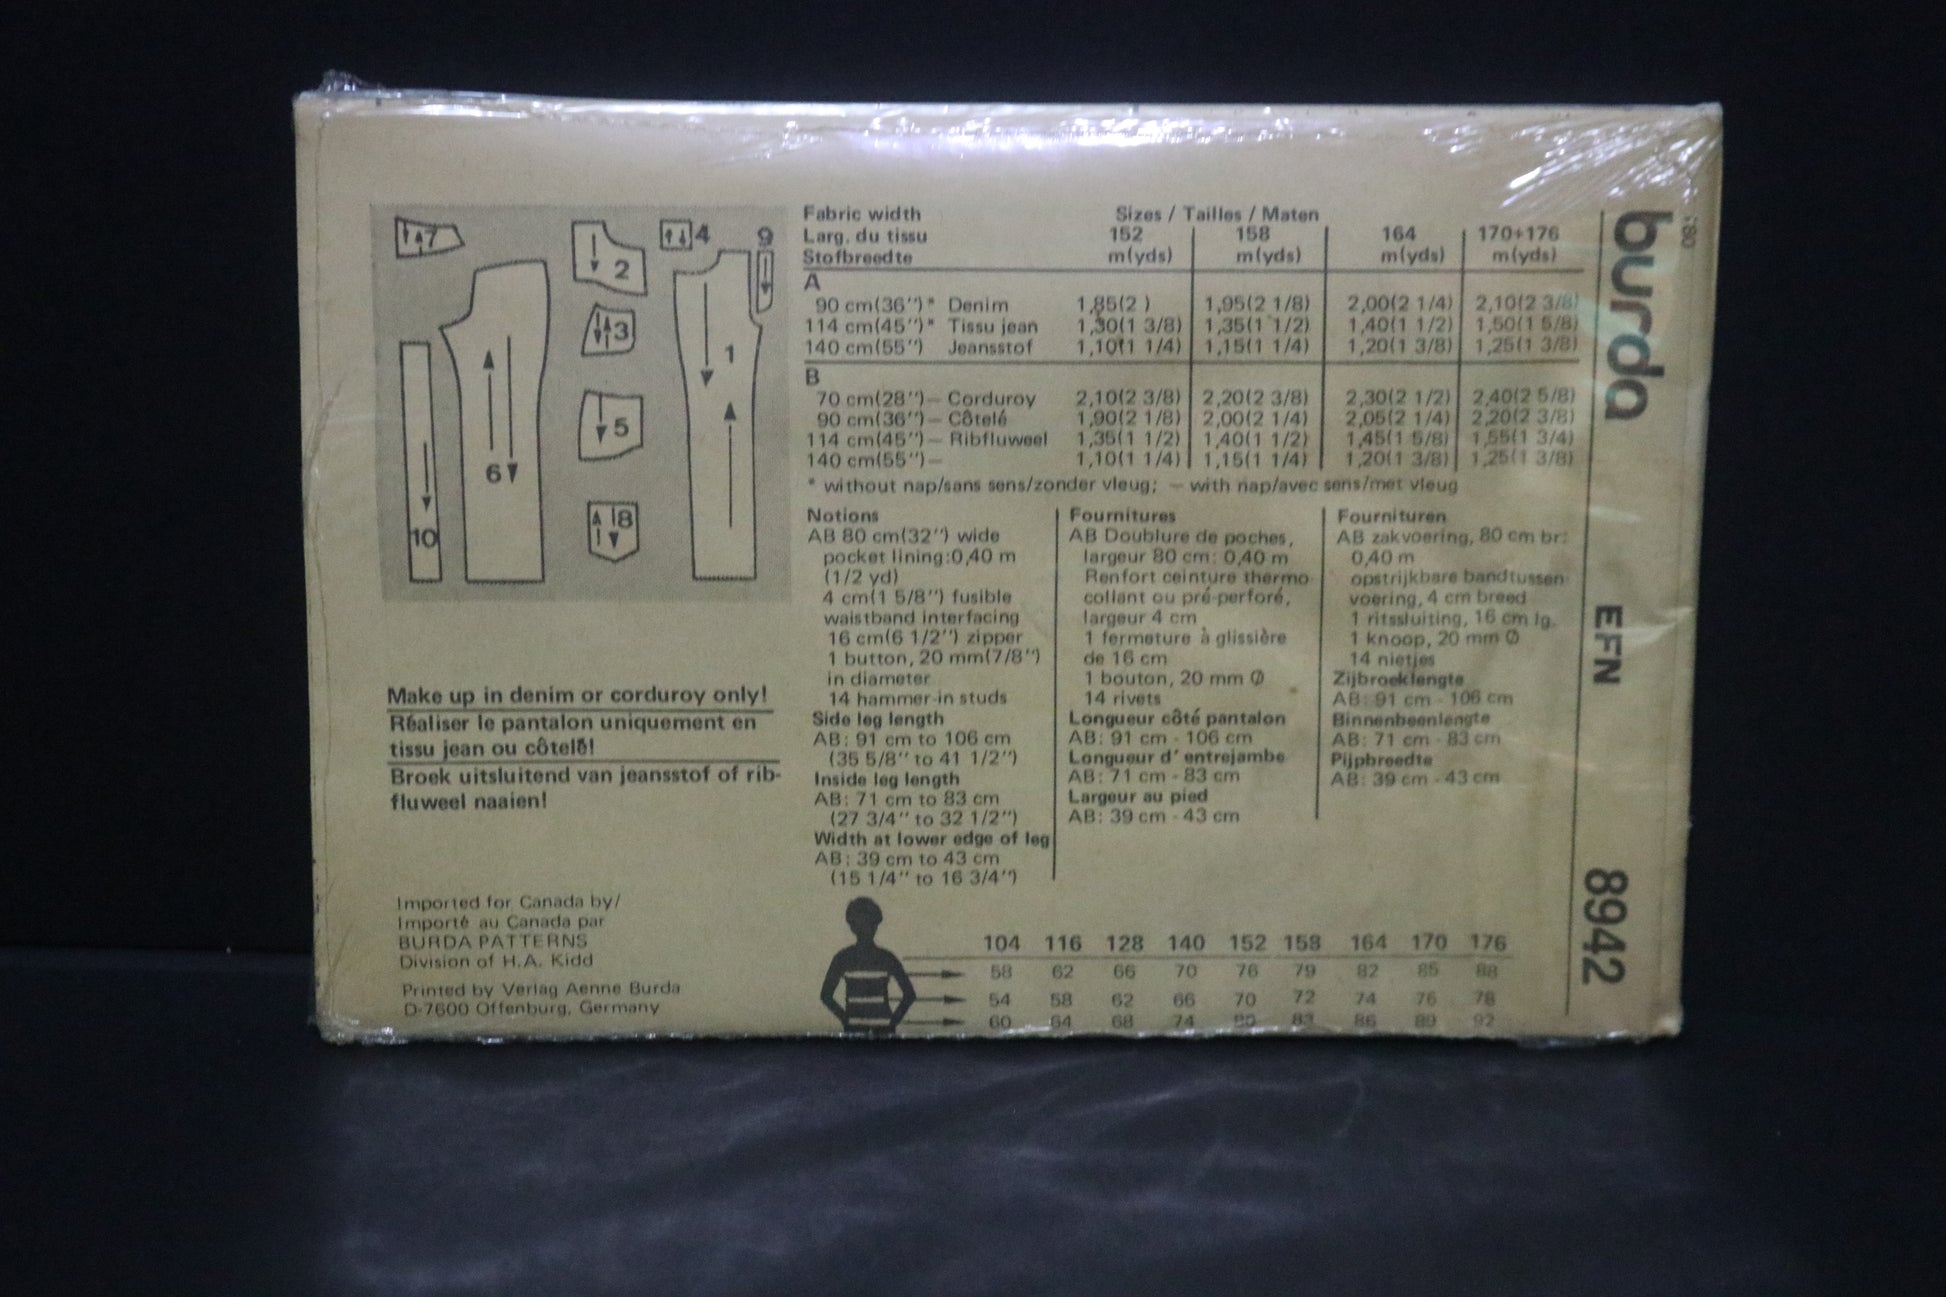 7
6
10
2
3
5
8
4
9
1
Make up in denim or corduroy only!
Réaliser le pantalon uniquement en
tissu jean ou côtelé!
Broek uitsluitend van jeansstof of rib-
fluweel naaien!
Imported for Canada by/
Importé au Canada par
BURDA PATTERNS
Division of H.A. Kidd
Printed by Verlag Aenne Burda
D-7600 Offenburg, Germany
Fabric width Sizes / Tailles / Maten
Larg. du tissu 152 158 164 170+176
Stofbreedte m(yds) m(yds) m(yds) m(yds)
A
90 cm(36'')* Denim 1,85(2 ) 1,95(2 1/8) 2,00(2 1/4) 2,10(2 3/8)
114 cm(45'')* Tissu jean 1,30(1 3/8) 1,35(1 1/2) 1,40(1 1/2) 1,50(1 5/8)
140 cm(55'') Jeansstof 1,10(1 1/4) 1,15(1 1/4) 1,20(1 3/8) 1,25(1 3/8)
B
70 cm(28'')– Corduroy 2,10(2 3/8) 2,20(2 3/8) 2,30(2 1/2) 2,40(2 5/8)
90 cm(36'')– Côtelé 1,90(2 1/8) 2,00(2 1/4) 2,05(2 1/4) 2,20(2 3/8)
114 cm(45'')– Ribfluweel 1,35(1 1/2) 1,40(1 1/2) 1,45(1 5/8) 1,55(1 3/4)
140 cm(55'')– 1,10(1 1/4) 1,15(1 1/4) 1,20(1 3/8) 1,25(1 3/8)
* without nap/sans sens/zonder vleug; – with nap/avec sens/met vleug
Notions
AB 80 cm(32'') wide
pocket lining:0,40 m
(1/2 yd)
4 cm(1 5/8'') fusible
waistband interfacing
16 cm(6 1/2'') zipper
1 button, 20 mm(7/8'')
in diameter
14 hammer-in studs
Side leg length
AB: 91 cm to 106 cm
(35 5/8'' to 41 1/2'')
Inside leg length
AB: 71 cm to 83 cm
(27 3/4'' to 32 1/2'')
Width at lower edge of leg
AB: 39 cm to 43 cm
(15 1/4'' to 16 3/4'')
Fournitures
AB Doublure de poches,
largeur 80 cm: 0,40 m
Renfort ceinture thermo
collant ou pré-perforé,
largeur 4 cm
1 fermeture à glissière
de 16 cm
1 bouton, 20 mm Ø
14 rivets
Longueur côté pantalon
AB: 91 cm - 106 cm
Longueur d' entrejambe
AB: 71 cm - 83 cm
Largeur au pied
AB: 39 cm - 43 cm
Fournituren
AB zakvoering, 80 cm br:
0,40 m
opstrijkbare bandtussen-
voering, 4 cm breed
1 ritssluiting, 16 cm lg.
1 knoop, 20 mm Ø
14 nietjes
Zijbroeklengte
AB: 91 cm - 106 cm
Binnenbeenlengte
AB: 71 cm - 83 cm
Pijpbreedte
AB: 39 cm - 43 cm
104 116 128 140 152 158 164 170 176
58 62 66 70 76 79 82 85 88
54 58 62 66 70 72 74 76 78
60 64 68 74 80 83 86 89 92
burda
EFN
8942